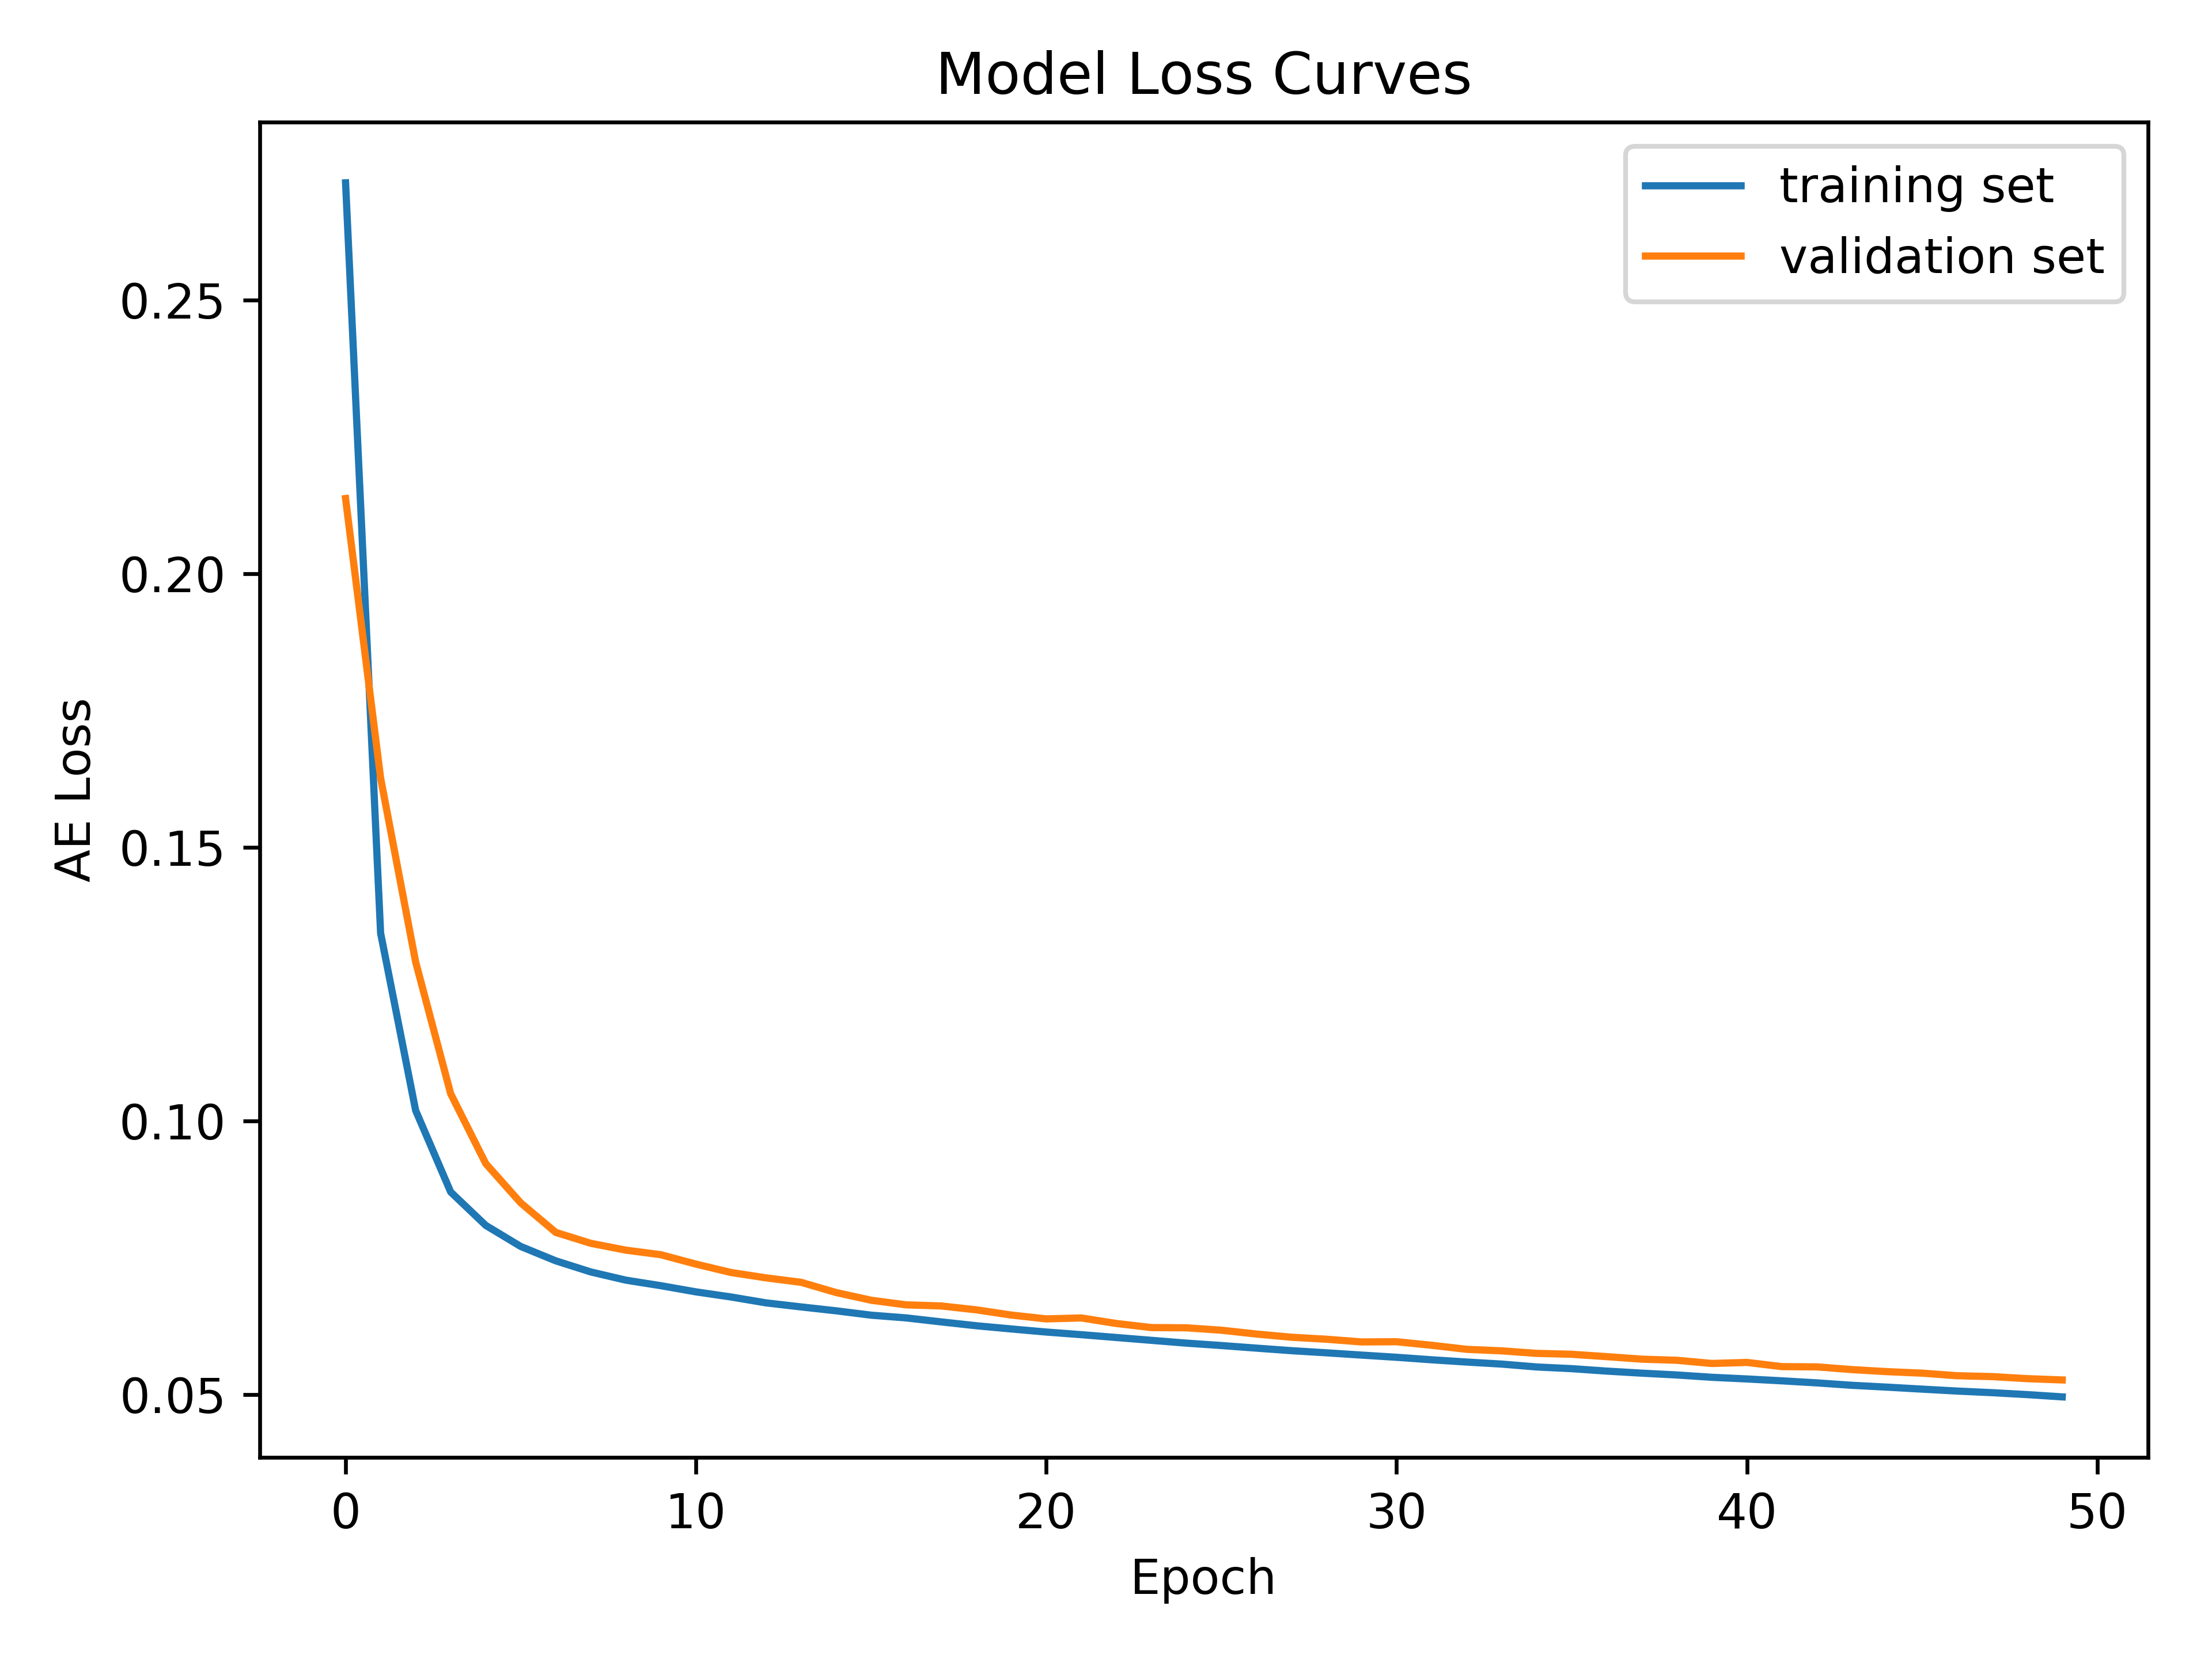 Model Loss Curves
training set
validation set
AE Loss
0.25
0.20
0.15
0.10
0.05
0 10 20 30 40 50
Epoch